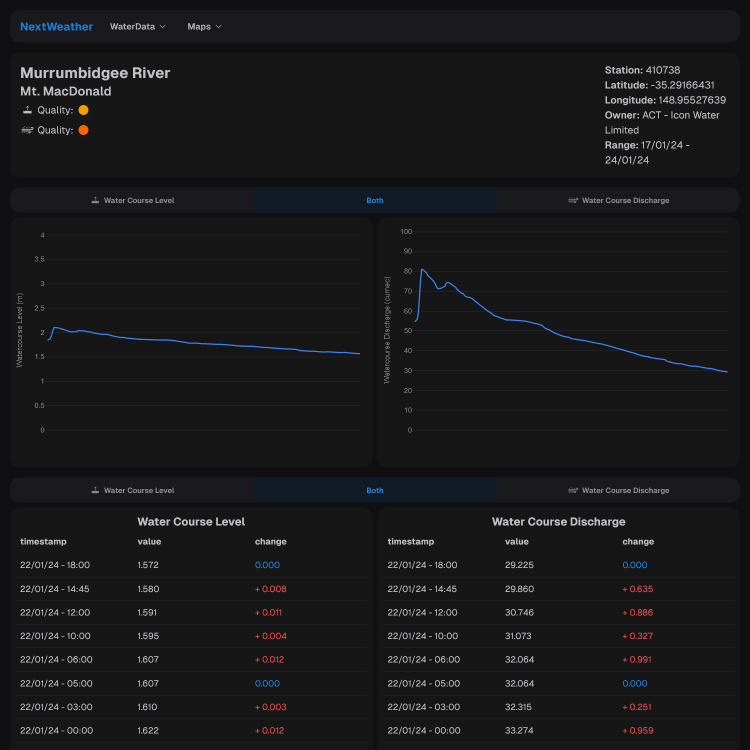 NextWeather WaterData Maps
Murrumbidgee River
Mt. MacDonald
Quality:
Quality:
Station: 410738
Latitude: -35.29166431
Longitude: 148.95527639
Owner: ACT - Icon Water
Limited
Range: 17/01/24 -
24/01/24
Water Course Level Both Water Course Discharge
Watercourse Level (m)
4
3.5
3
2.5
2
1.5
1
0.5
0
Watercourse Discharge (cumec)
100
90
80
70
60
50
40
30
20
10
0
Water Course Level Both Water Course Discharge
Water Course Level
timestamp value change
22/01/24 - 18:00 1.572 0.000
22/01/24 - 14:45 1.580 + 0.008
22/01/24 - 12:00 1.591 + 0.011
22/01/24 - 10:00 1.595 + 0.004
22/01/24 - 06:00 1.607 + 0.012
22/01/24 - 05:00 1.607 0.000
22/01/24 - 03:00 1.610 + 0.003
22/01/24 - 00:00 1.622 + 0.012
Water Course Discharge
timestamp value change
22/01/24 - 18:00 29.225 0.000
22/01/24 - 14:45 29.860 + 0.635
22/01/24 - 12:00 30.746 + 0.886
22/01/24 - 10:00 31.073 + 0.327
22/01/24 - 06:00 32.064 + 0.991
22/01/24 - 05:00 32.064 0.000
22/01/24 - 03:00 32.315 + 0.251
22/01/24 - 00:00 33.274 + 0.959